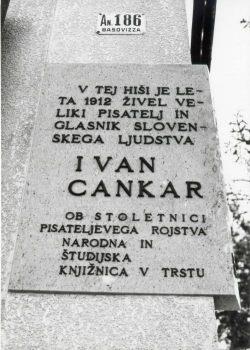 AN. 186
BASOVIZZA
V TEJ HIŠI JE LE-
TA 1912 ŽIVEL VE-
LIKI PISATELJ IN
GLASNIK SLOVEN-
SKEGA LJUDSTVA
IVAN
CANKAR
OB STOLETNICI
PISATELJEVEGA ROJSTVA
NARODNA IN
ŠTUDIJSKA
KNJIŽNICA V TRSTU